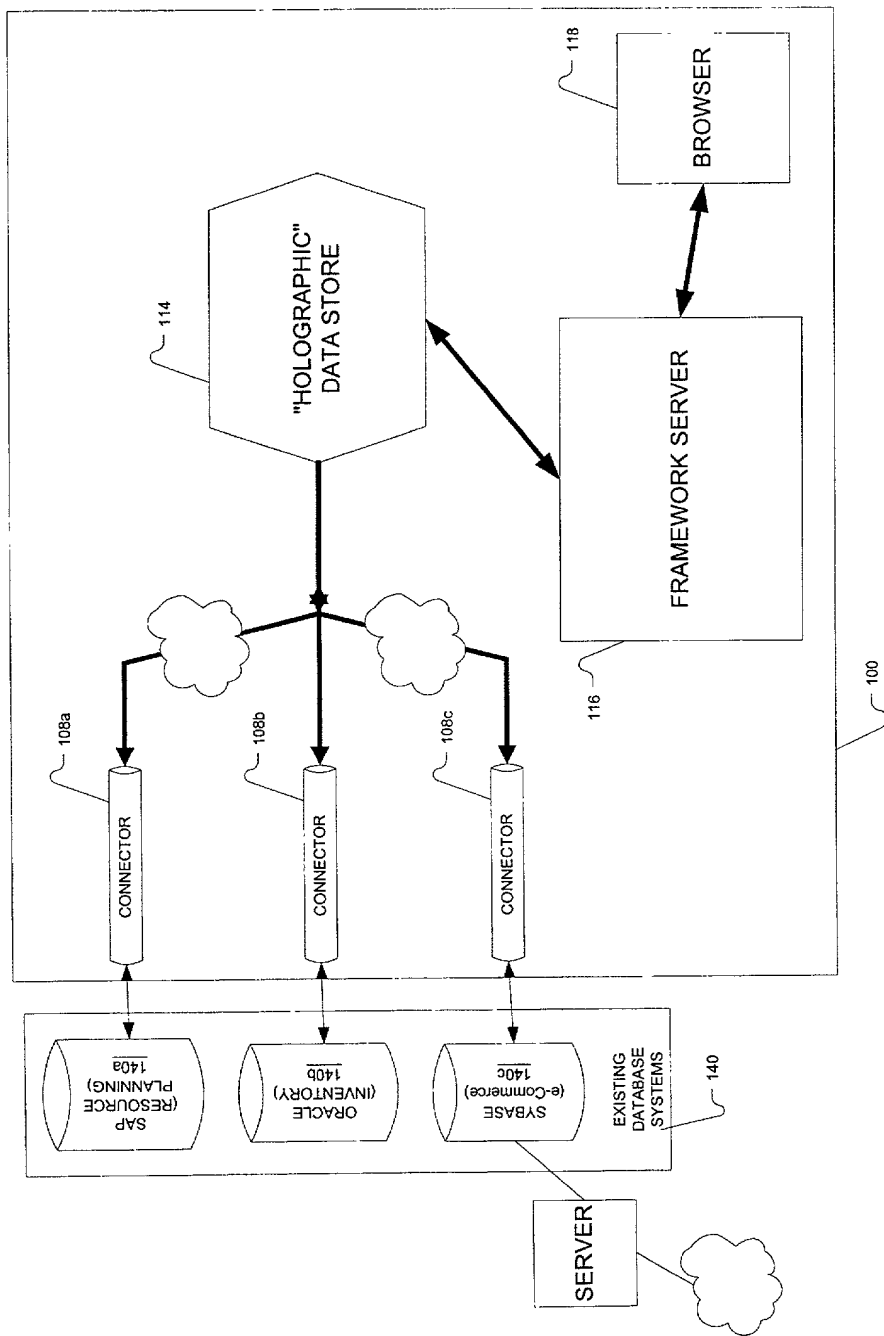 SAP
(RESOURCE
PLANNING)
140a
ORACLE
(INVENTORY)
140b
SYBASE
(e-Commerce)
140c
EXISTING
DATABASE
SYSTEMS
140
SERVER
CONNECTOR
108a
CONNECTOR
108b
CONNECTOR
108c
"HOLOGRAPHIC"
DATA STORE
114
FRAMEWORK SERVER
116
BROWSER
118
100